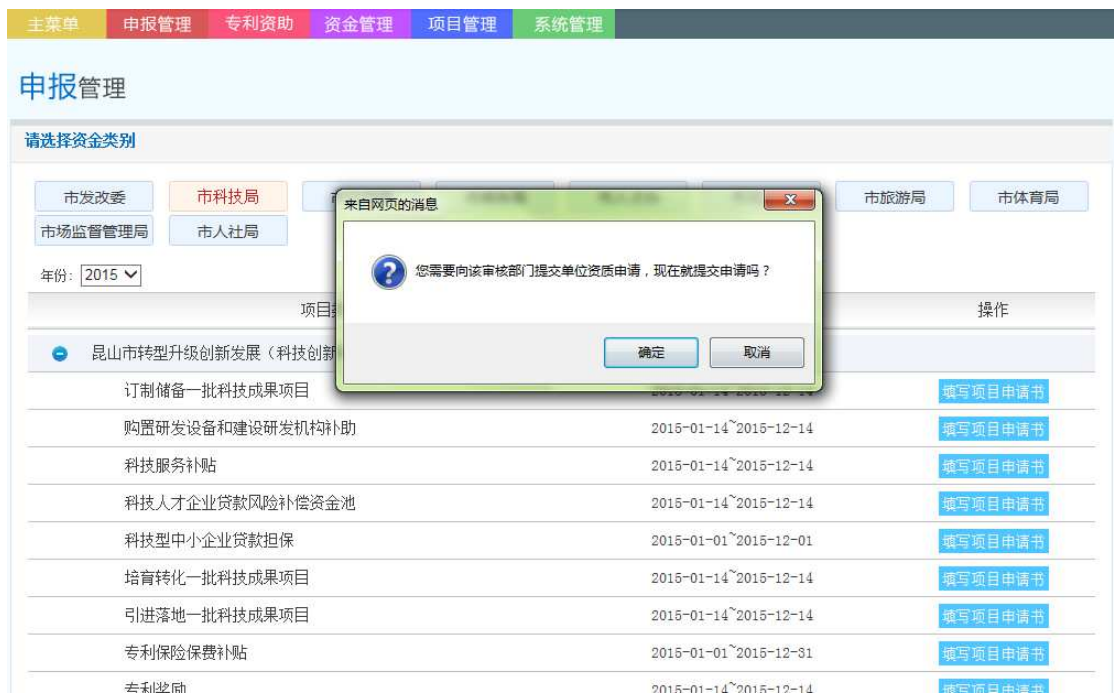 主菜单 申报管理 专利资助 资金管理 项目管理 系统管理
申报管理
请选择资金类别
市发改委 市科技局 市旅游局 市体育局
市场监督管理局 市人社局
来自网页的消息
您需要向该审核部门提交单位资质申请，现在就提交申请吗？
确定 取消
年份: 2015
项目 操作
昆山市转型升级创新发展（科技创新
订制储备一批科技成果项目 2015-01-14~2015-12-14 填写项目申请书
购置研发设备和建设研发机构补助 2015-01-14~2015-12-14 填写项目申请书
科技服务补贴 2015-01-14~2015-12-14 填写项目申请书
科技人才企业贷款风险补偿资金池 2015-01-14~2015-12-14 填写项目申请书
科技型中小企业贷款担保 2015-01-01~2015-12-01 填写项目申请书
培育转化一批科技成果项目 2015-01-14~2015-12-14 填写项目申请书
引进落地一批科技成果项目 2015-01-14~2015-12-14 填写项目申请书
专利保险保费补贴 2015-01-01~2015-12-31 填写项目申请书
专利奖励 2015-01-14~2015-12-14 填写项目申请书